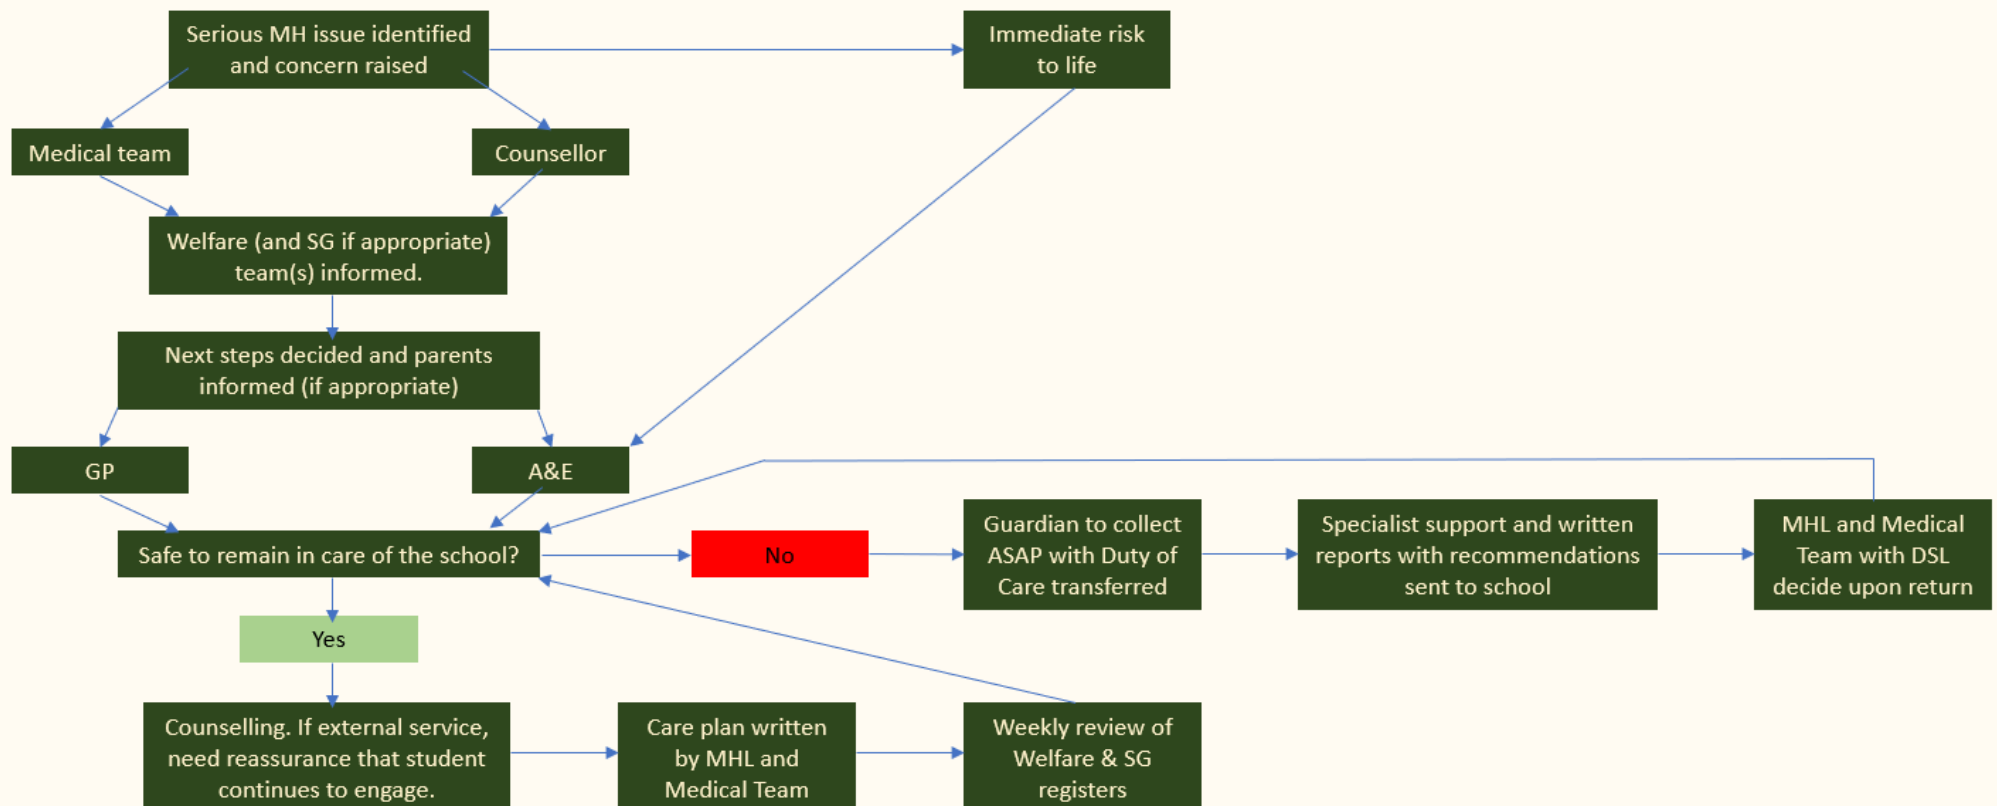 Serious MH issue identified
and concern raised
Immediate risk
to life
Medical team
Counsellor
Welfare (and SG if appropriate)
team(s) informed.
Next steps decided and parents
informed (if appropriate)
GP
A&E
Safe to remain in care of the school?
No
Guardian to collect
ASAP with Duty of
Care transferred
Specialist support and written
reports with recommendations
sent to school
MHL and Medical
Team with DSL
decide upon return
Yes
Counselling. If external service,
need reassurance that student
continues to engage.
Care plan written
by MHL and
Medical Team
Weekly review of
Welfare & SG
registers